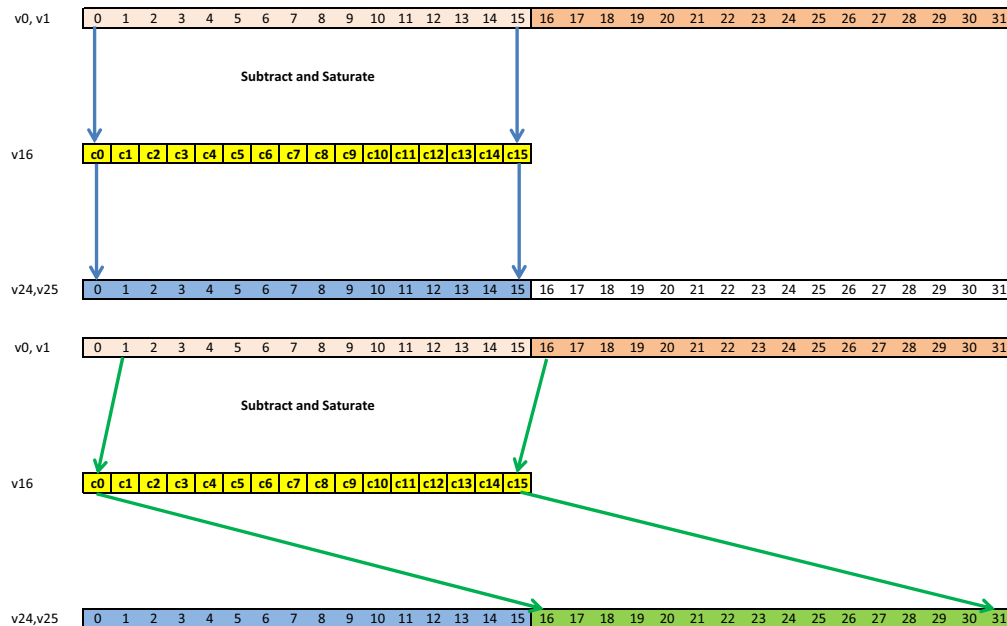 v0, v1 0 1 2 3 4 5 6 7 8 9 10 11 12 13 14 15 16 17 18 19 20 21 22 23 24 25 26 27 28 29 30 31
Subtract and Saturate
v16 c0 c1 c2 c3 c4 c5 c6 c7 c8 c9 c10 c11 c12 c13 c14 c15
v24,v25 0 1 2 3 4 5 6 7 8 9 10 11 12 13 14 15 16 17 18 19 20 21 22 23 24 25 26 27 28 29 30 31
v0, v1 0 1 2 3 4 5 6 7 8 9 10 11 12 13 14 15 16 17 18 19 20 21 22 23 24 25 26 27 28 29 30 31
Subtract and Saturate
v16 c0 c1 c2 c3 c4 c5 c6 c7 c8 c9 c10 c11 c12 c13 c14 c15
v24,v25 0 1 2 3 4 5 6 7 8 9 10 11 12 13 14 15 16 17 18 19 20 21 22 23 24 25 26 27 28 29 30 31